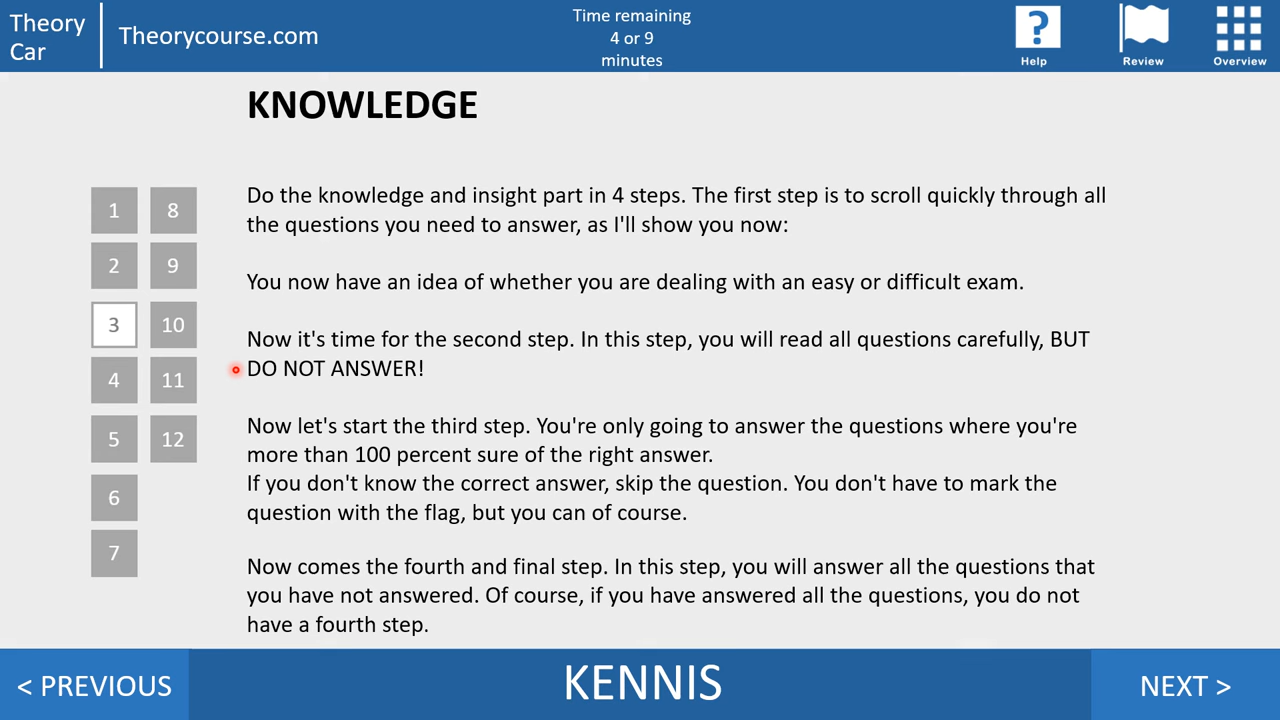 Theory
Car
Theorycourse.com
Time remaining
4 or 9
minutes
?
Help
Review
Overview
KNOWLEDGE
1
8
2
9
3
10
4
11
5
12
6
7
Do the knowledge and insight part in 4 steps. The first step is to scroll quickly through all
the questions you need to answer, as I'll show you now:
You now have an idea of whether you are dealing with an easy or difficult exam.
Now it's time for the second step. In this step, you will read all questions carefully, BUT
DO NOT ANSWER!
Now let's start the third step. You're only going to answer the questions where you're
more than 100 percent sure of the right answer.
If you don't know the correct answer, skip the question. You don't have to mark the
question with the flag, but you can of course.
Now comes the fourth and final step. In this step, you will answer all the questions that
you have not answered. Of course, if you have answered all the questions, you do not
have a fourth step.
< PREVIOUS
KENNIS
NEXT >